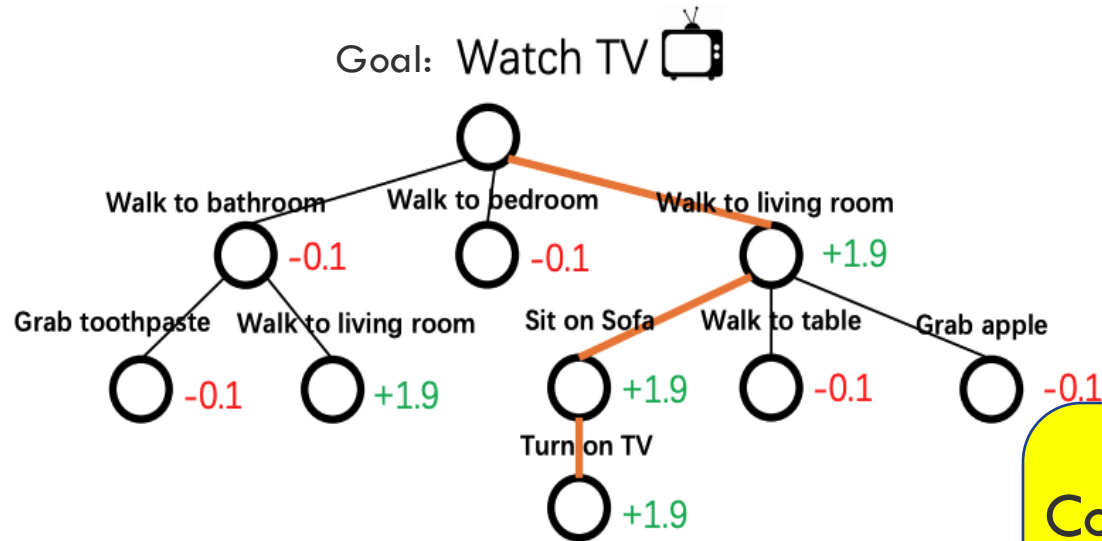 Goal: Watch TV
Walk to bathroom
Walk to bedroom
Walk to living room
-0.1
-0.1
+1.9
Grab toothpaste
Walk to living room
Sit on Sofa
Walk to table
Grab apple
-0.1
+1.9
+1.9
-0.1
-0.1
Turn on TV
+1.9